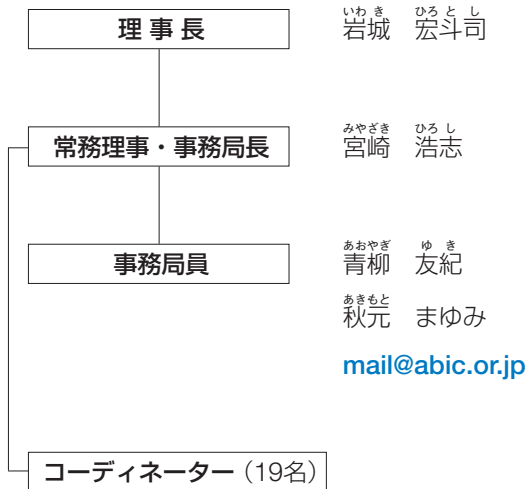 理事長
いわき ひろとし
岩城 宏斗司
常務理事・事務局長
みやざき ひろし
宮崎 浩志
事務局員
あおやぎ ゆき
青柳 友紀
あきもと
秋元 まゆみ
mail@abic.or.jp
コーディネーター（19名）